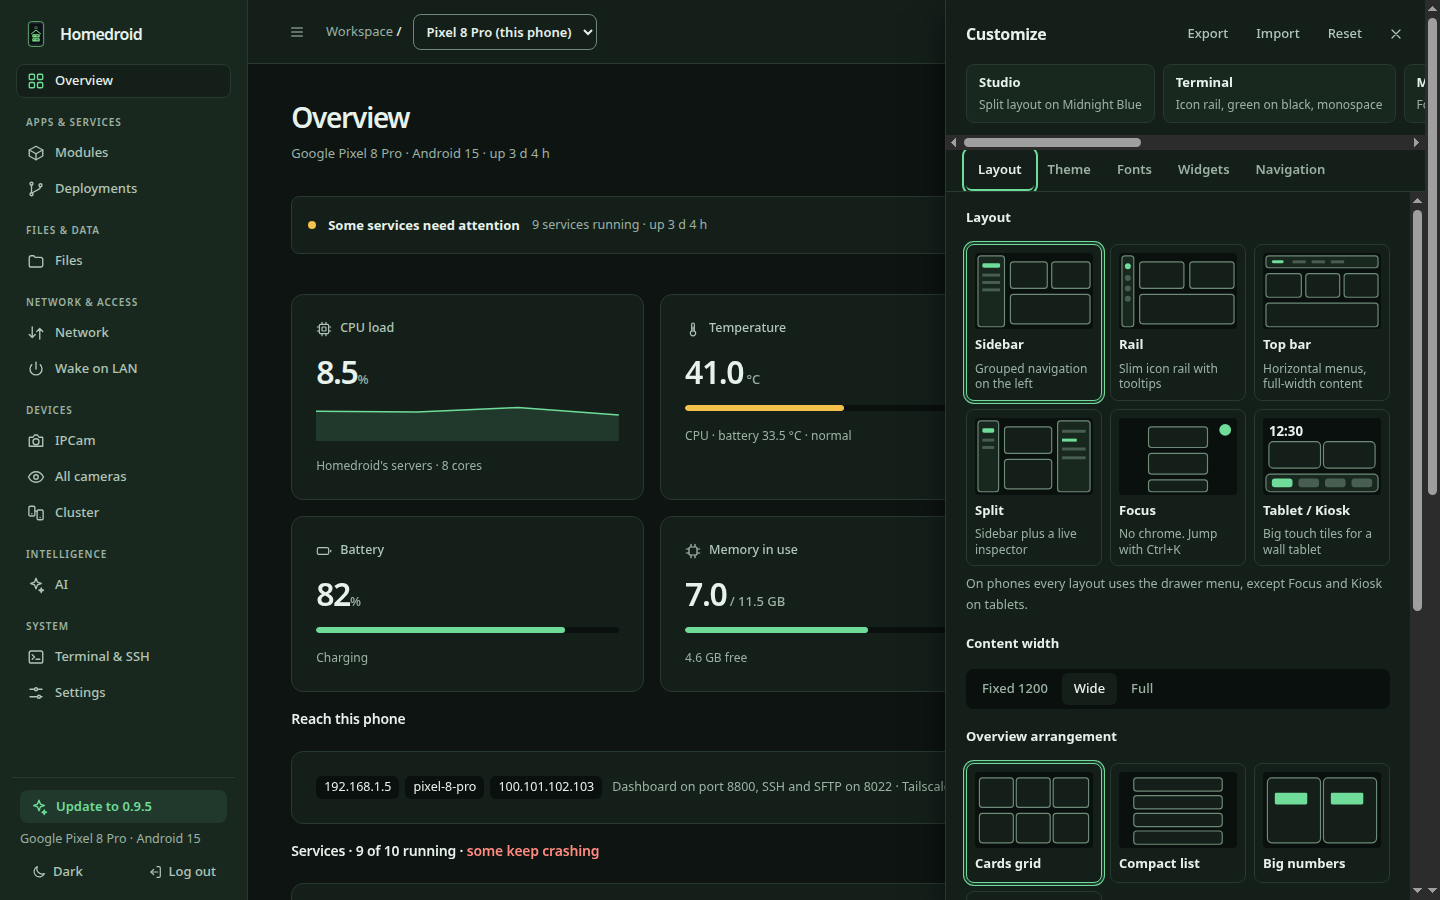 Homedroid
Overview
APPS & SERVICES
Modules
Deployments
FILES & DATA
Files
NETWORK & ACCESS
Network
Wake on LAN
DEVICES
IPCam
All cameras
Cluster
INTELLIGENCE
AI
SYSTEM
Terminal & SSH
Settings
Update to 0.9.5
Google Pixel 8 Pro · Android 15
Dark
Log out
Workspace /
Pixel 8 Pro (this phone)
Overview
Google Pixel 8 Pro · Android 15 · up 3 d 4 h
Some services need attention 9 services running · up 3 d 4 h
CPU load
8.5%
Homedroid's servers · 8 cores
Temperature
41.0 °C
CPU · battery 33.5 °C · normal
Battery
82%
Charging
Memory in use
7.0 / 11.5 GB
4.6 GB free
Reach this phone
192.168.1.5 pixel-8-pro 100.101.102.103 Dashboard on port 8800, SSH and SFTP on 8022 ·
Services · 9 of 10 running · some keep crashing
Customize
Export
Import
Reset
Studio
Split layout on Midnight Blue
Terminal
Icon rail, green on black, monospace
Layout
Theme
Fonts
Widgets
Navigation
Layout
Sidebar
Grouped navigation
on the left
Rail
Slim icon rail with
tooltips
Top bar
Horizontal menus,
full-width content
Split
Sidebar plus a live
inspector
Focus
No chrome. Jump
with Ctrl+K
12:30
Tablet / Kiosk
Big touch tiles for a
wall tablet
On phones every layout uses the drawer menu, except Focus and Kiosk
on tablets.
Content width
Fixed 1200
Wide
Full
Overview arrangement
Cards grid
Compact list
Big numbers